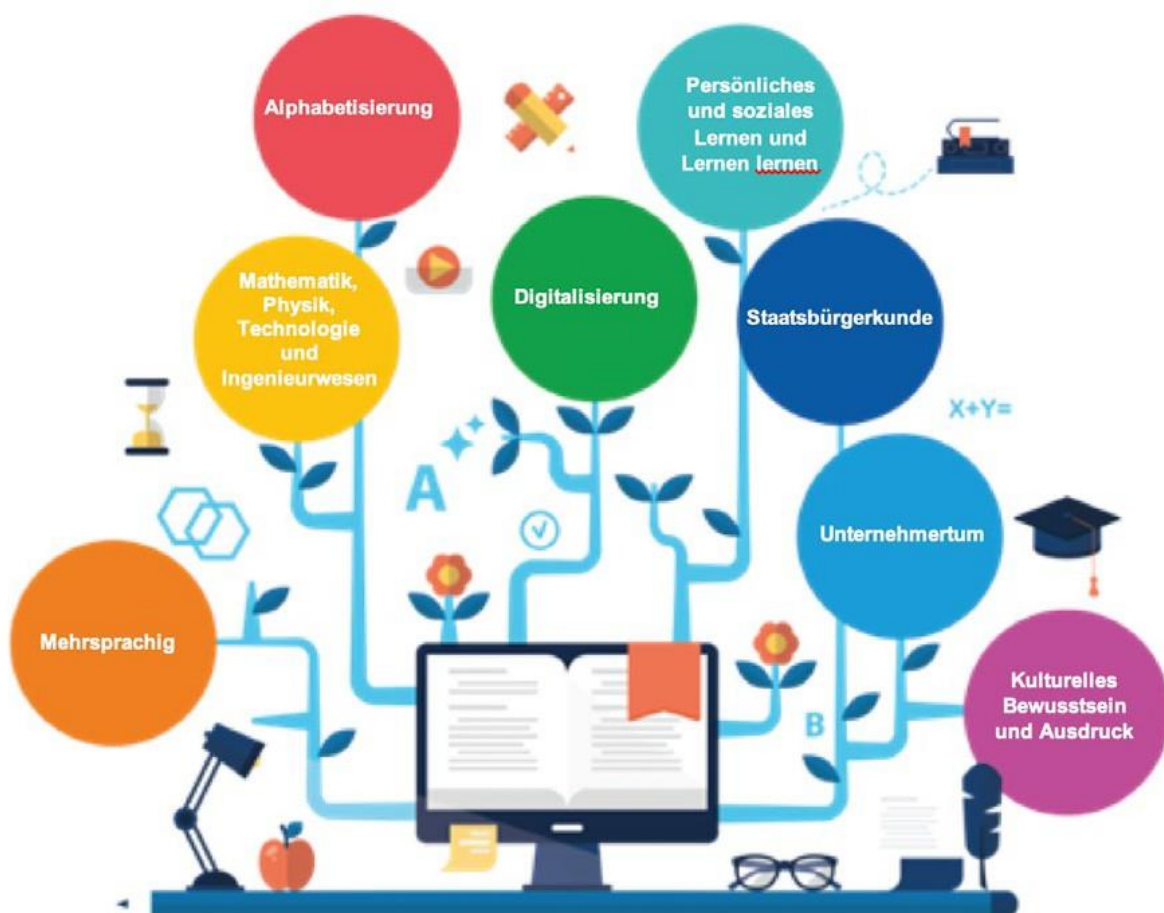 Alphabetisierung
Persönliches
und soziales
Lernen und
Lernen lernen
Mathematik,
Physik,
Technologie
und
Ingenieurwesen
Digitalisierung
Staatsbürgerkunde
X+Y=
A
Unternehmertum
Mehrsprachig
Kulturelles
Bewusstsein
und Ausdruck
B